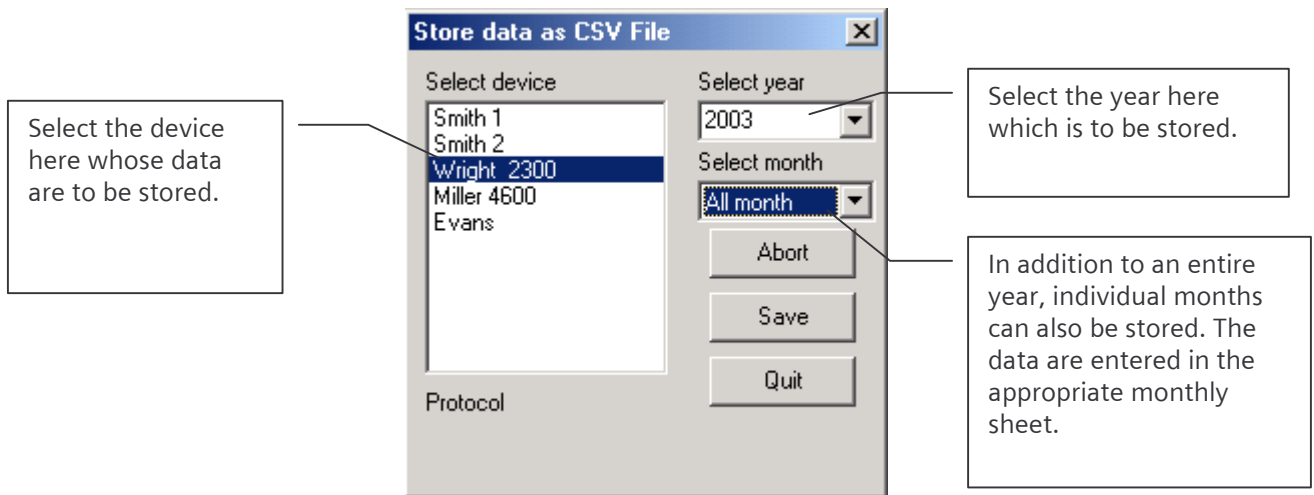 Store data as CSV File
Select device
Smith 1
Smith 2
Wright 2300
Miller 4600
Evans
Protocol
Select year
2003
Select month
All month
Abort
Save
Quit
Select the device
here whose data
are to be stored.
Select the year here
which is to be stored.
In addition to an entire
year, individual months
can also be stored. The
data are entered in the
appropriate monthly
sheet.